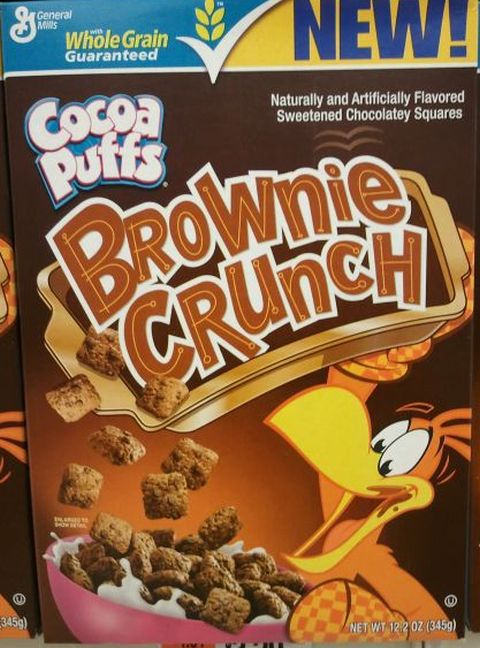 General
Mills
with
Whole Grain
Guaranteed
TM
NEW!
Naturally and Artificially Flavored
Sweetened Chocolatey Squares
Cocoa
Puffs
BROWNIE
CRUNCH
ENLARGED TO
SHOW DETAIL
U
345g)
U
NET WT 12.2 OZ (345g)